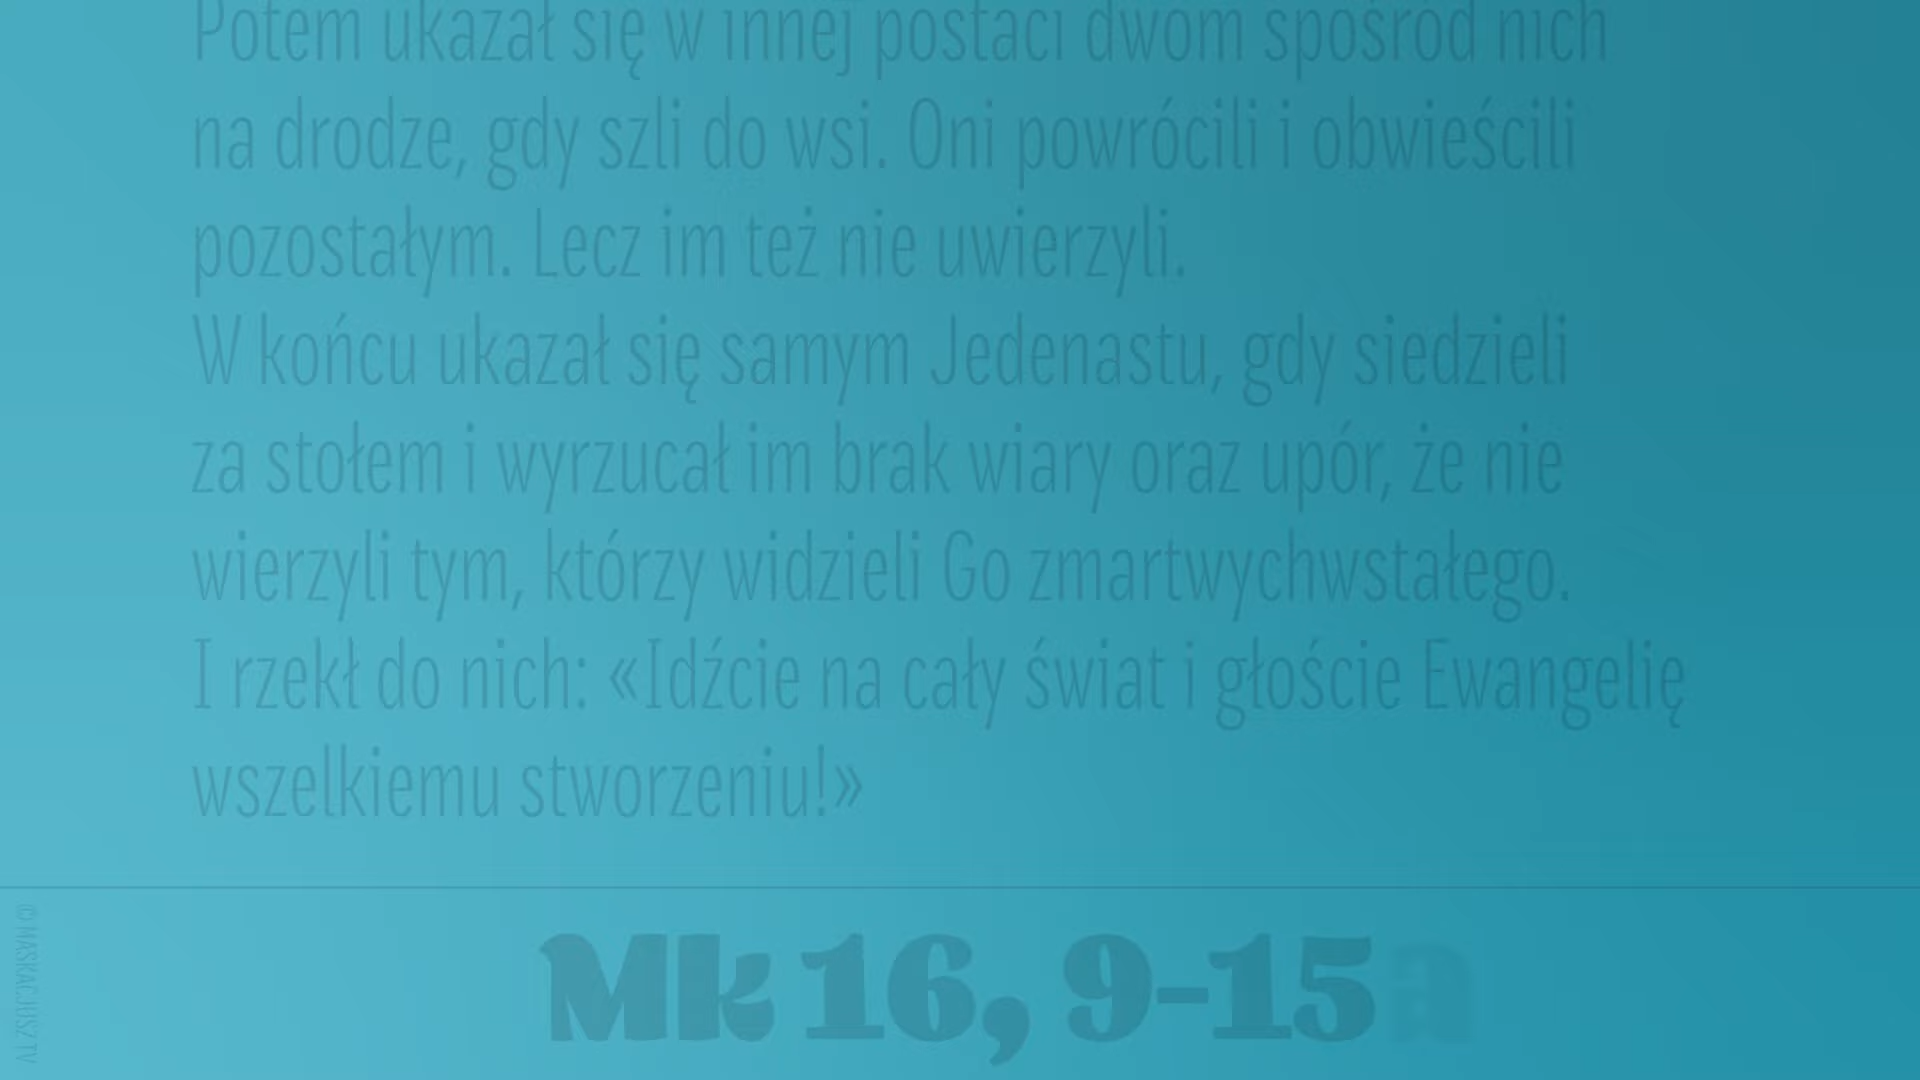 Potem ukazał się w innej postaci dwom spośród nich
na drodze, gdy szli do wsi. Oni powrócili i obwieścili
pozostałym. Lecz im też nie uwierzyli.
W końcu ukazał się samym Jedenastu, gdy siedzieli
za stołem i wyrzucał im brak wiary oraz upór, że nie
wierzyli tym, którzy widzieli Go zmartwychwstałego.
I rzekł do nich: «Idźcie na cały świat i głoście Ewangelię
wszelkiemu stworzeniu!»
Mk 16, 9-15a
© MASKACJUSZ TV